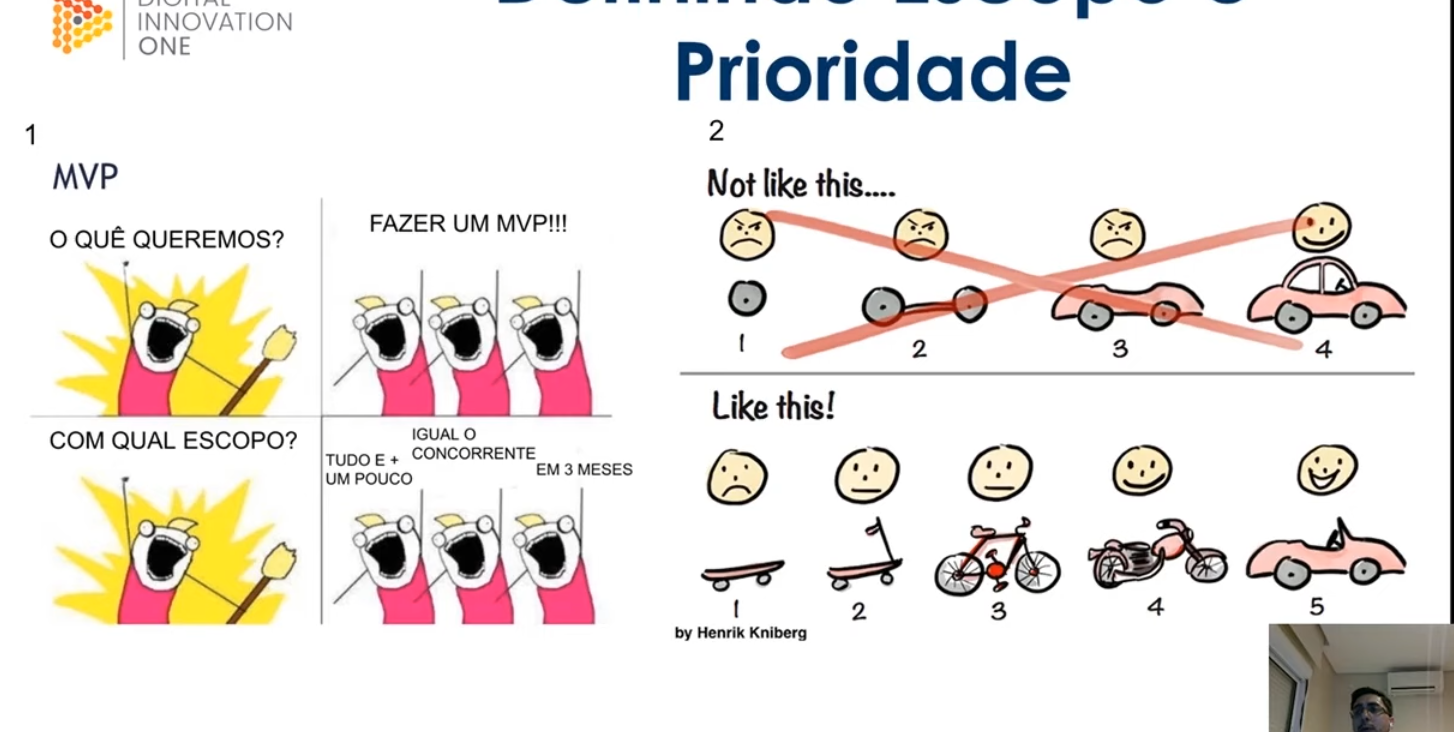 INNOVATION
ONE
Prioridade
1
MVP
O QUÊ QUEREMOS?
FAZER UM MVP!!!
COM QUAL ESCOPO?
TUDO E +
UM POUCO
IGUAL O
CONCORRENTE
EM 3 MESES
2
Not like this....
1 2 3 4
Like this!
1 2 3 4 5
by Henrik Kniberg